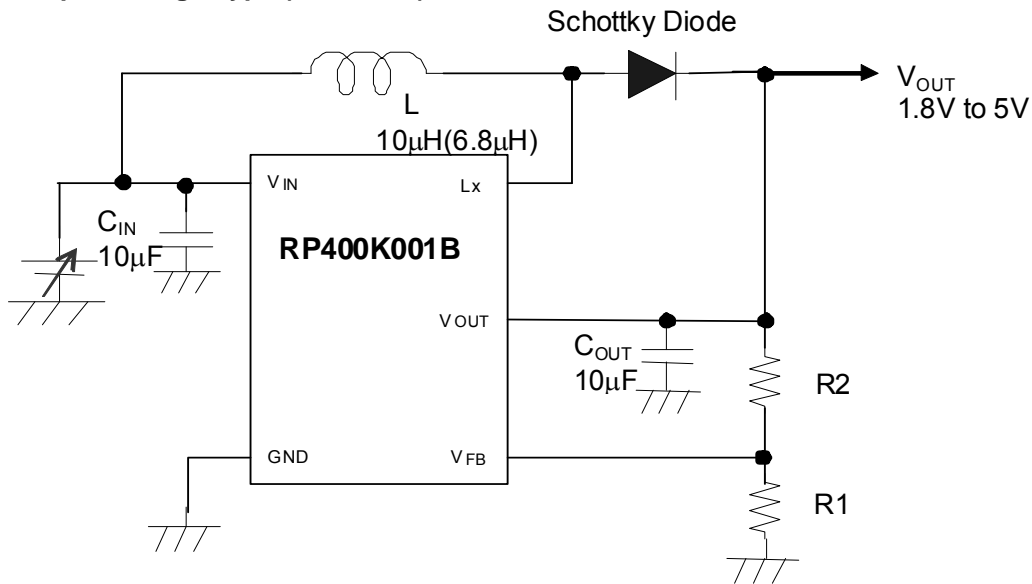 Schottky Diode
L
10μH(6.8μH)
VOUT
1.8V to 5V
VIN
Lx
CIN
10μF
RP400K001B
VOUT
COUT
10μF
R2
GND
VFB
R1